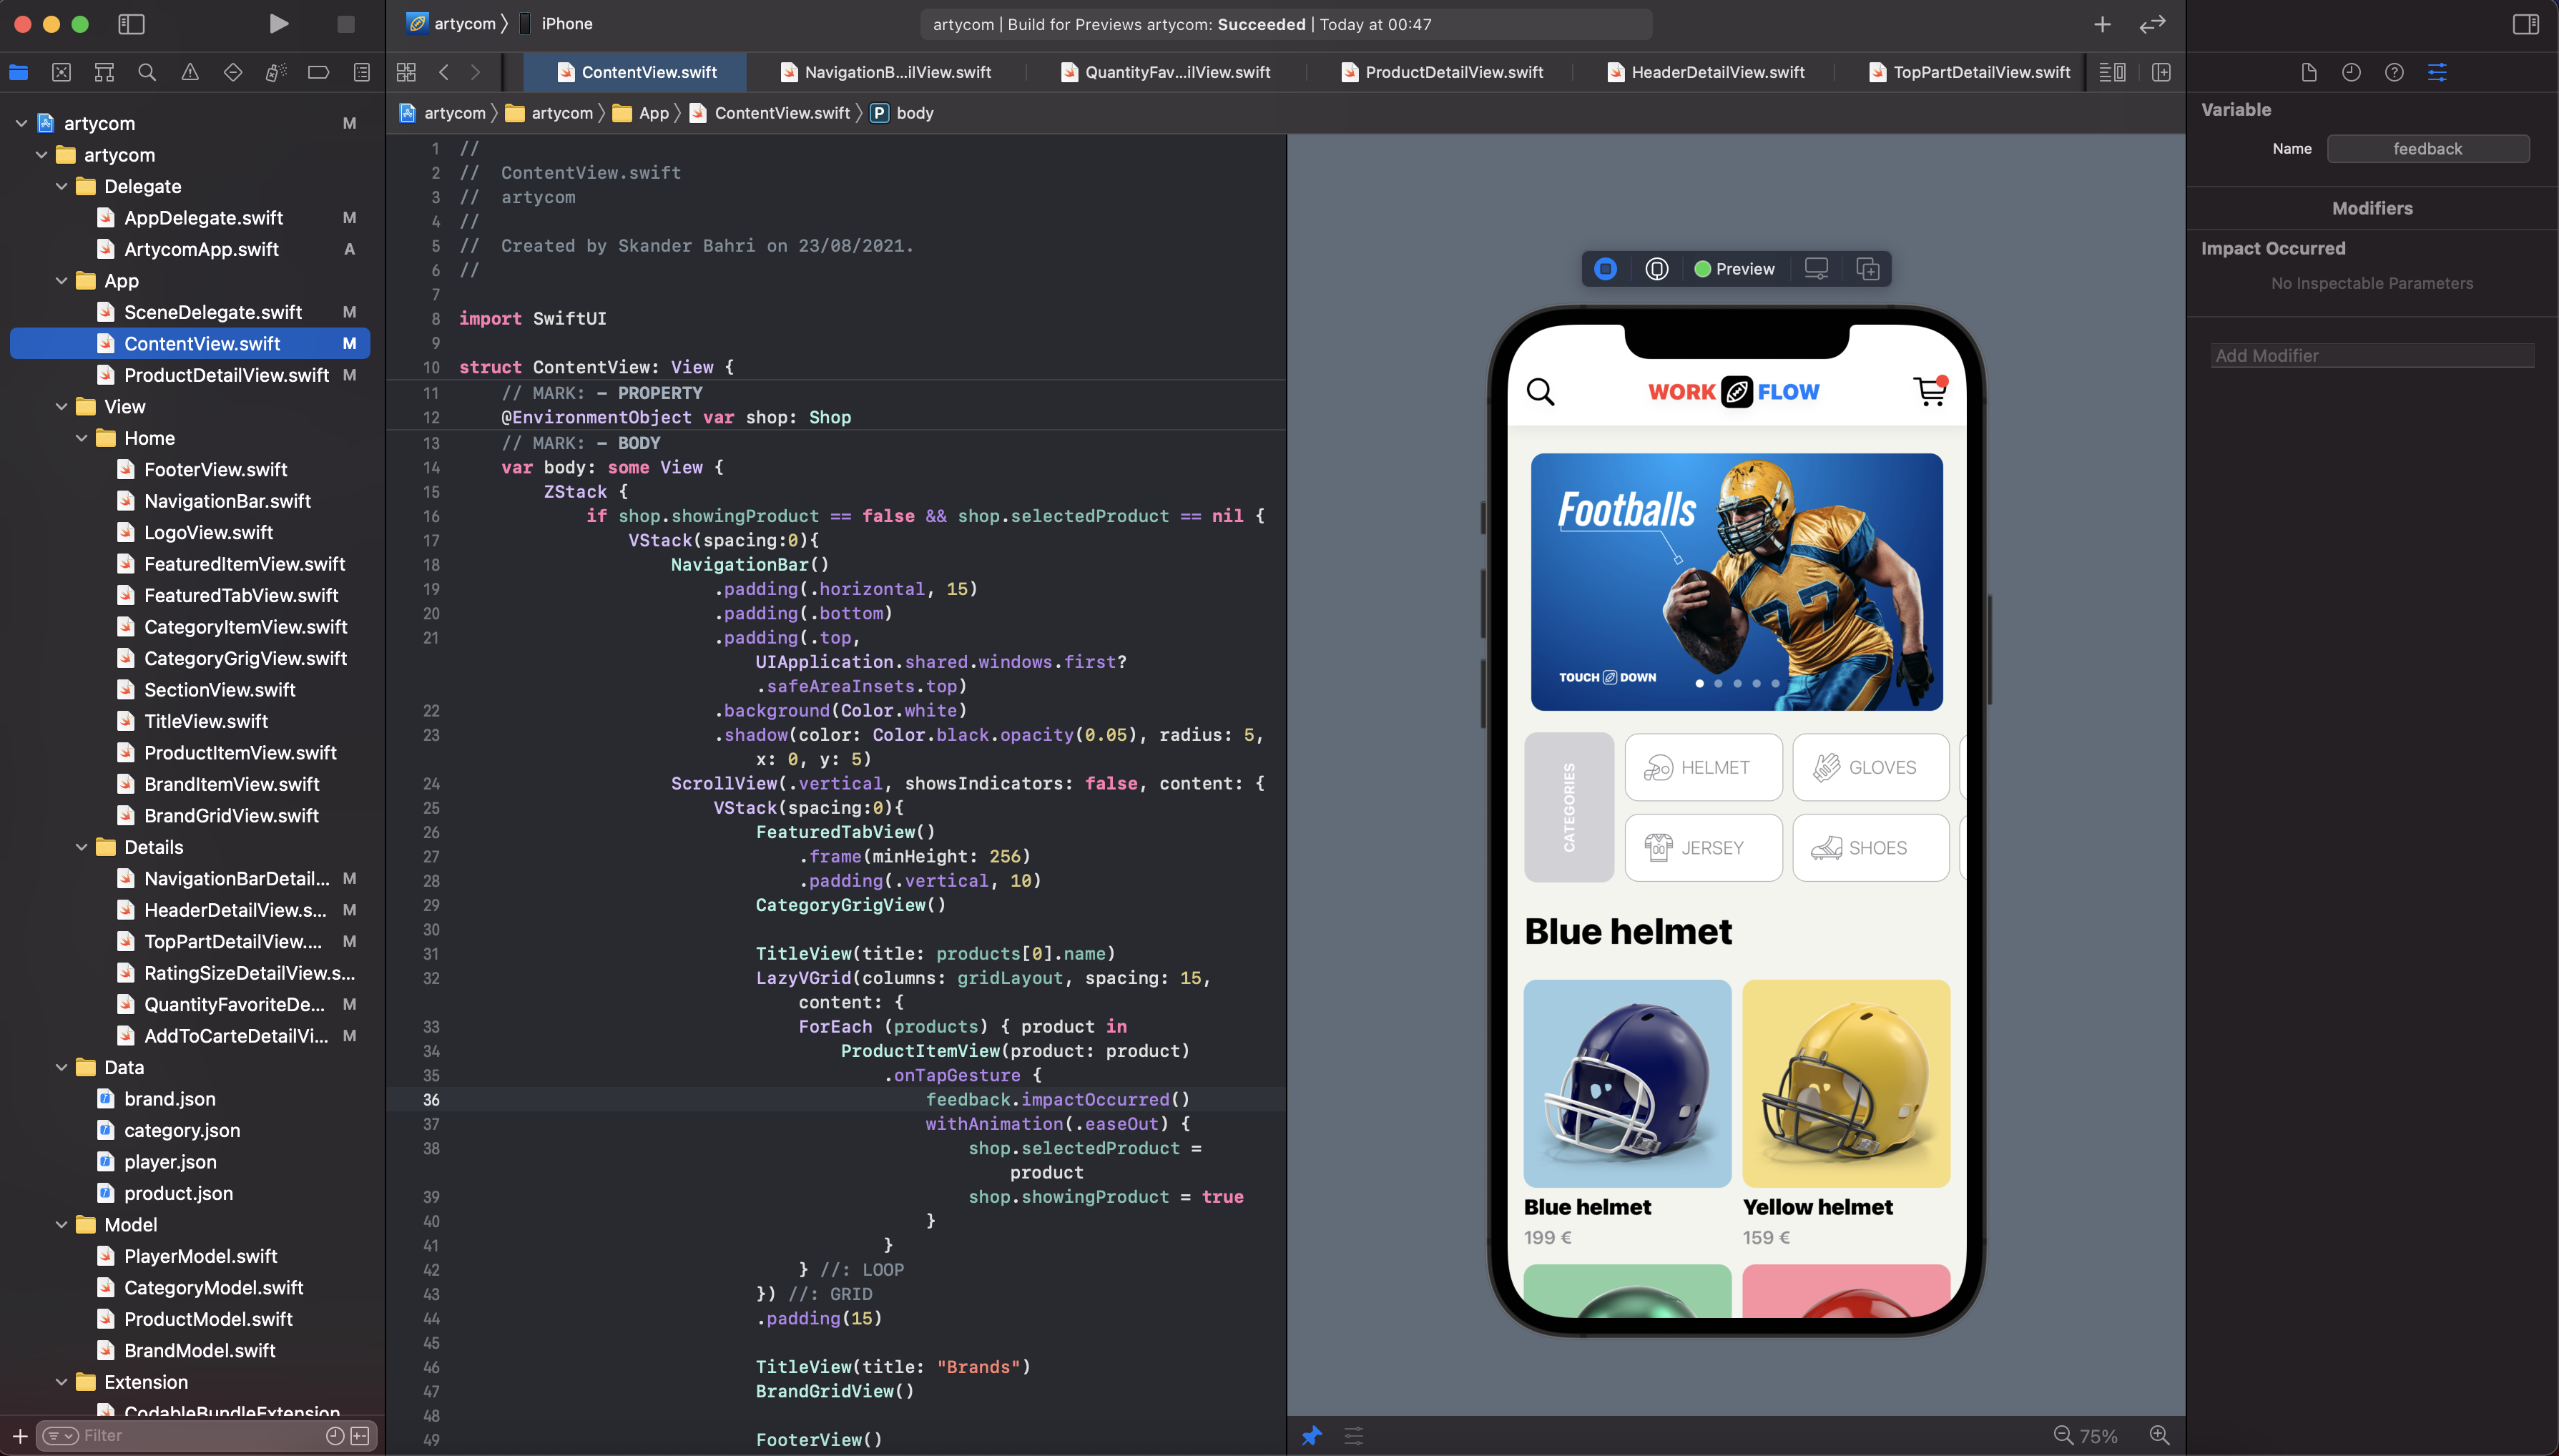 artycom
iPhone
artycom | Build for Previews artycom: Succeeded | Today at 00:47
ContentView.swift
NavigationB...ilView.swift
QuantityFav...ilView.swift
ProductDetailView.swift
HeaderDetailView.swift
TopPartDetailView.swift
artycom
artycom
App
ContentView.swift
P
body
artycom M
artycom
Delegate
AppDelegate.swift M
ArtycomApp.swift A
App
SceneDelegate.swift M
ContentView.swift M
ProductDetailView.swift M
View
Home
FooterView.swift
NavigationBar.swift
LogoView.swift
FeaturedItemView.swift
FeaturedTabView.swift
CategoryItemView.swift
CategoryGrigView.swift
SectionView.swift
TitleView.swift
ProductItemView.swift
BrandItemView.swift
BrandGridView.swift
Details
NavigationBarDetail... M
HeaderDetailView.s... M
TopPartDetailView.... M
RatingSizeDetailView.s...
QuantityFavoriteDe... M
AddToCarteDetailVi... M
Data
brand.json
category.json
player.json
product.json
Model
PlayerModel.swift
CategoryModel.swift
ProductModel.swift
BrandModel.swift
Extension
CodableBundleExtension
Filter
1 //
2 //  ContentView.swift
3 //  artycom
4 //
5 //  Created by Skander Bahri on 23/08/2021.
6 //
7
8 import SwiftUI
9
10 struct ContentView: View {
11 // MARK: - PROPERTY
12 @EnvironmentObject var shop: Shop
13 // MARK: - BODY
14 var body: some View {
15 ZStack {
16 if shop.showingProduct == false && shop.selectedProduct == nil {
17 VStack(spacing:0){
18 NavigationBar()
19 .padding(.horizontal, 15)
20 .padding(.bottom)
21 .padding(.top,
UIApplication.shared.windows.first?
.safeAreaInsets.top)
22 .background(Color.white)
23 .shadow(color: Color.black.opacity(0.05), radius: 5,
x: 0, y: 5)
24 ScrollView(.vertical, showsIndicators: false, content: {
25 VStack(spacing:0){
26 FeaturedTabView()
27 .frame(minHeight: 256)
28 .padding(.vertical, 10)
29 CategoryGrigView()
30
31 TitleView(title: products[0].name)
32 LazyVGrid(columns: gridLayout, spacing: 15,
content: {
33 ForEach (products) { product in
34 ProductItemView(product: product)
35 .onTapGesture {
36 feedback.impactOccurred()
37 withAnimation(.easeOut) {
38 shop.selectedProduct =
product
39 shop.showingProduct = true
40 }
41 }
42 } //: LOOP
43 }) //: GRID
44 .padding(15)
45
46 TitleView(title: "Brands")
47 BrandGridView()
48
49 FooterView()
Preview
WORK FLOW
Footballs
77
TOUCH DOWN
CATEGORIES
HELMET
GLOVES
JERSEY
SHOES
Blue helmet
Blue helmet
199 €
Yellow helmet
159 €
75%
Variable
Name feedback
Modifiers
Impact Occurred
No Inspectable Parameters
Add Modifier